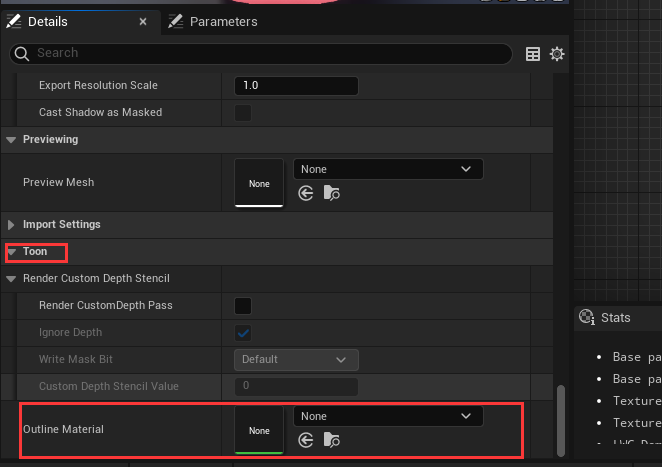 Details
Parameters
Search
Export Resolution Scale
1.0
Cast Shadow as Masked
Previewing
Preview Mesh
None
None
Import Settings
Toon
Render Custom Depth Stencil
Render CustomDepth Pass
Ignore Depth
Write Mask Bit
Default
Custom Depth Stencil Value
0
Outline Material
None
None
Stats
Base pa
Base pa
Texture
Texture